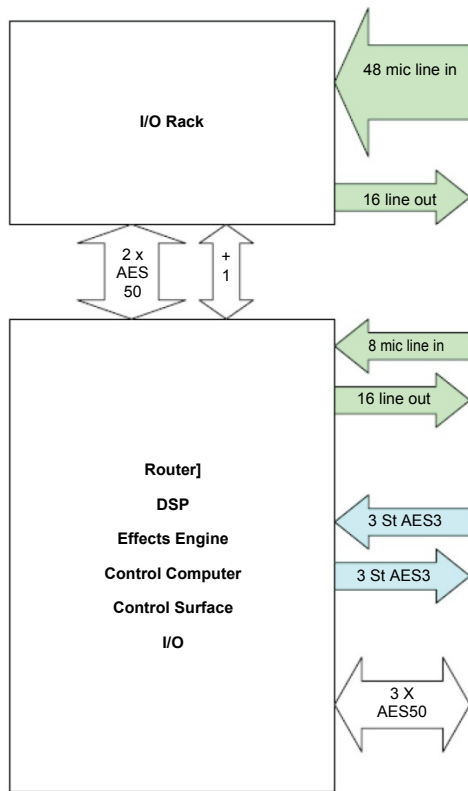 48 mic line in
I/O Rack
16 line out
2 x
AES
50
+
1
8 mic line in
16 line out
Router]
DSP
Effects Engine
Control Computer
Control Surface
I/O
3 St AES3
3 St AES3
3 X
AES50